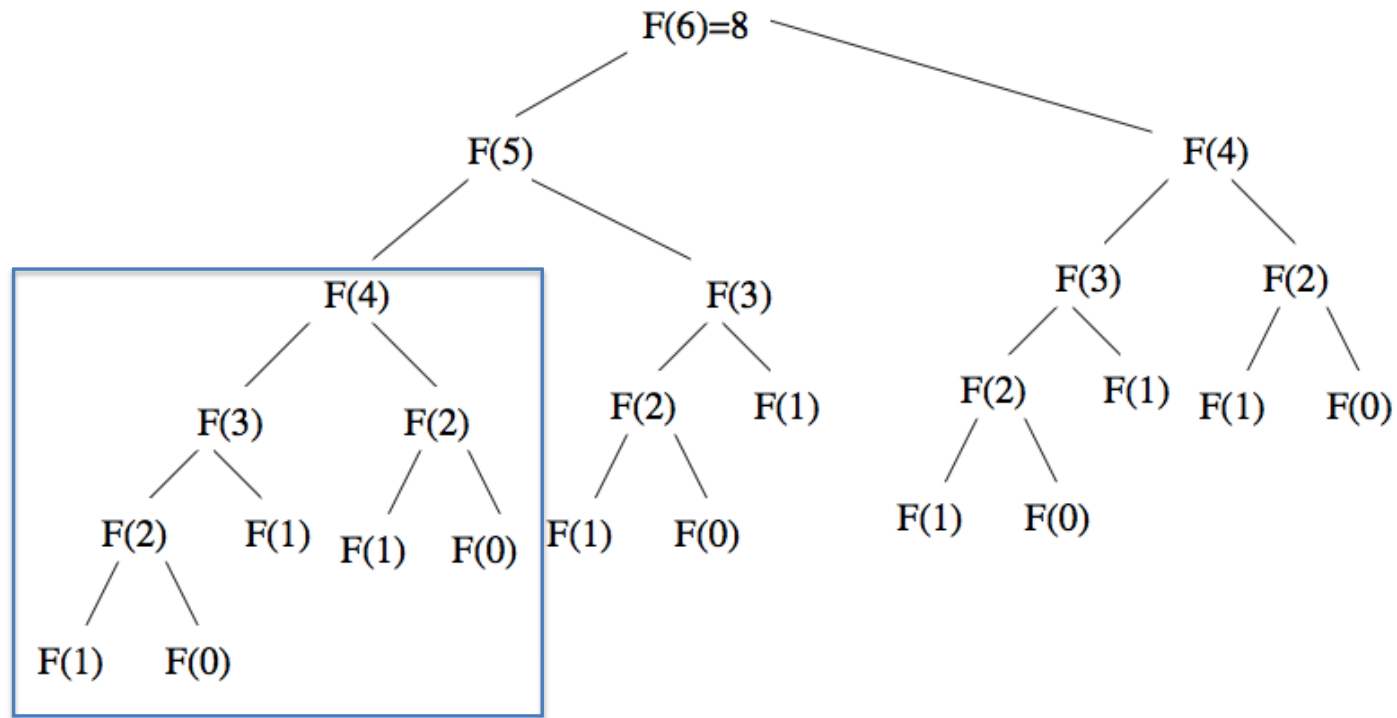 F(6)=8
F(5) F(4)
F(4) F(3) F(3) F(2)
F(3) F(2) F(2) F(1) F(2) F(1) F(1) F(0)
F(2) F(1) F(1) F(0) F(1) F(0) F(1) F(0)
F(1) F(0)